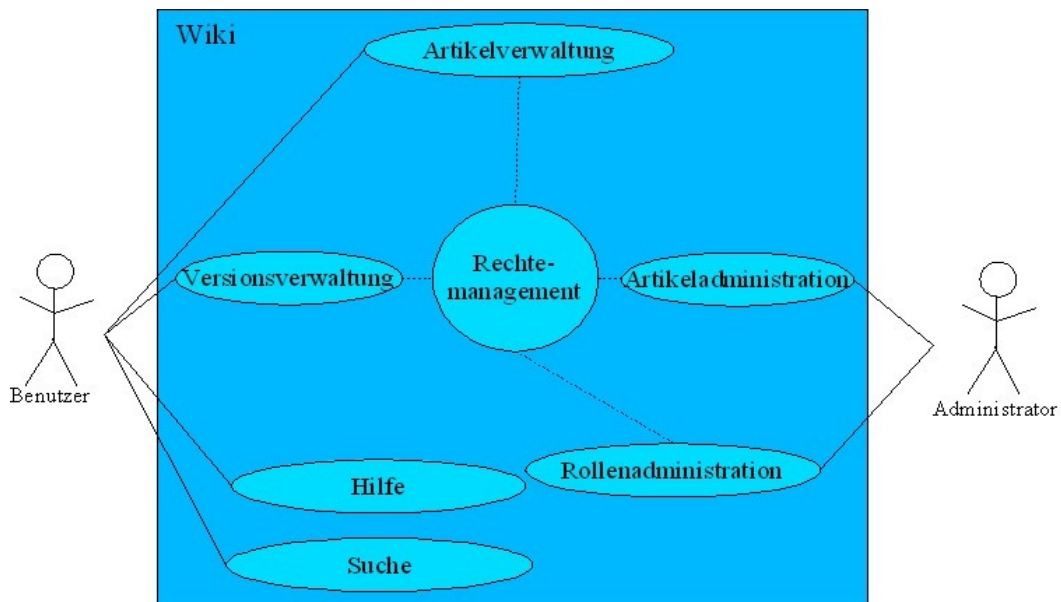 Wiki
Artikelverwaltung
Versionsverwaltung
Rechte-
management
Artikeladministration
Benutzer
Administrator
Rollenadministration
Hilfe
Suche